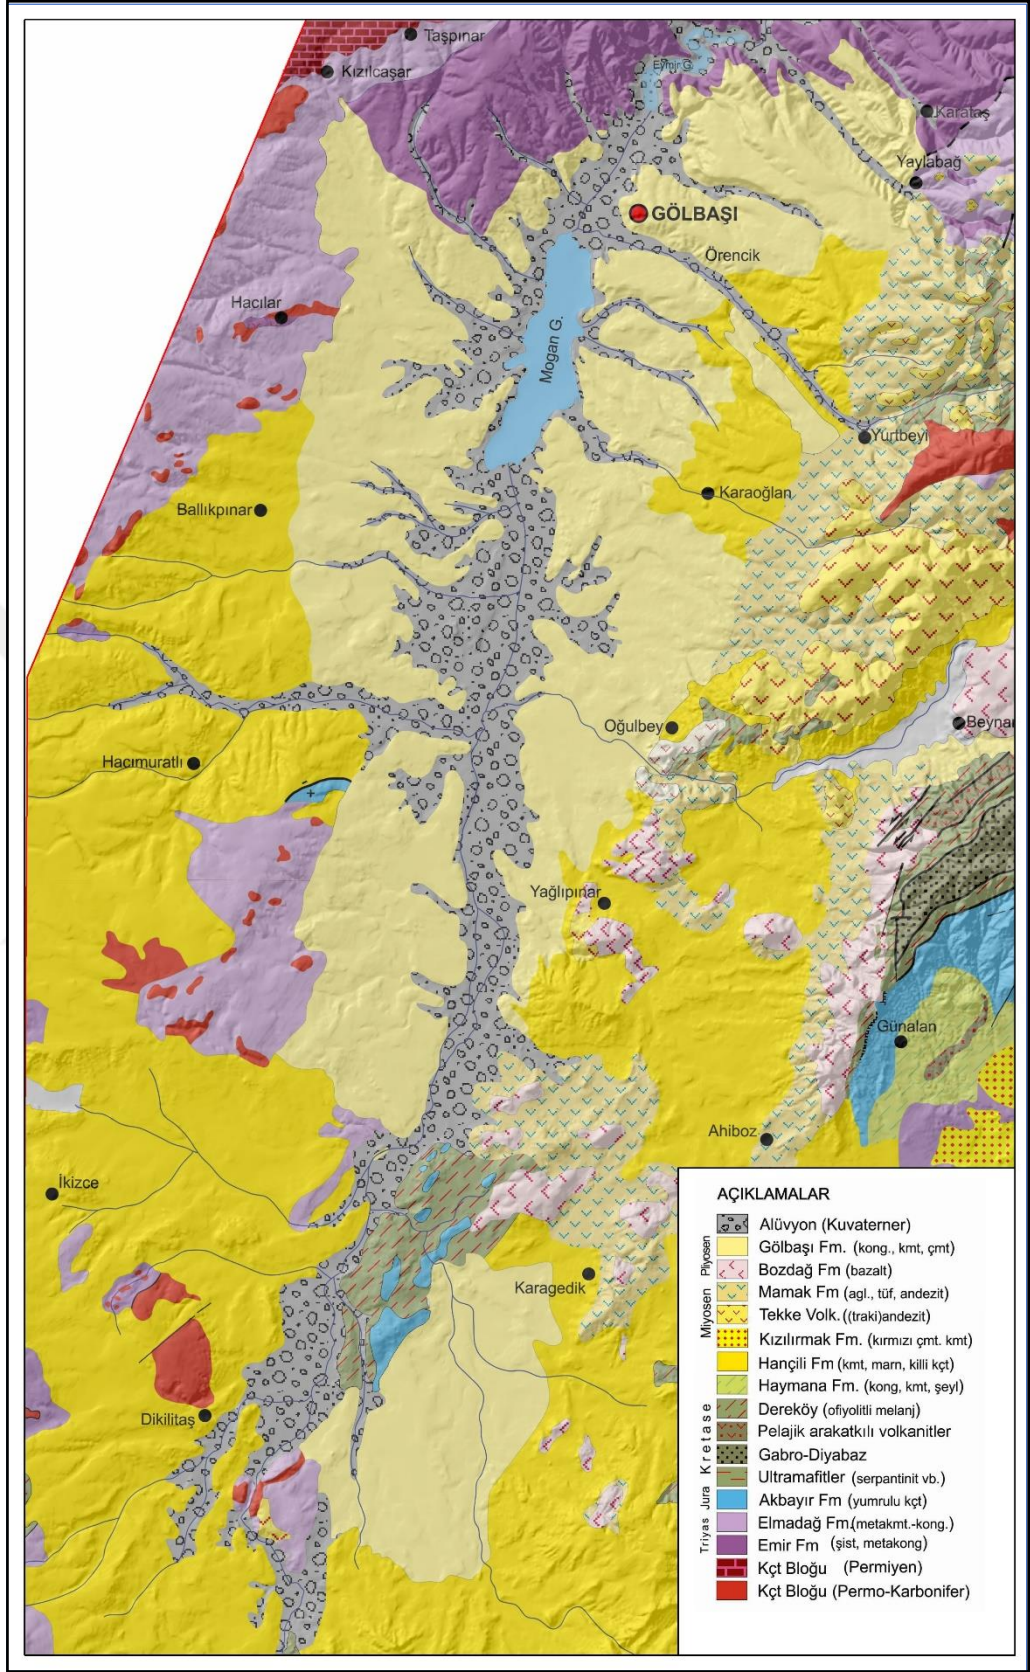 Taşpınar
Kızılcaşar
Eymir G.
Karataş
Yaylabağ
GÖLBAŞI
Örencik
Hacılar
Mogan G.
Yurtbeyi
Karaoğlan
Ballıkpınar
Oğulbey
Beynam
Hacımuratlı
Yağlıpınar
Günalan
Ahiboz
İkizce
Karagedik
Dikilitaş
AÇIKLAMALAR
Alüvyon (Kuvaterner)
Pliyosen
Gölbaşı Fm. (kong., kmt, çmt)
Bozdağ Fm (bazalt)
Miyosen
Mamak Fm (agl., tüf, andezit)
Tekke Volk. ((traki)andezit)
Kızılırmak Fm. (kırmızı çmt. kmt)
Hançili Fm (kmt, marn, killi kçt)
Kretase
Haymana Fm. (kong, kmt, şeyl)
Dereköy (ofiyolitli melanj)
Pelajik arakatkılı volkanitler
Gabro-Diyabaz
Ultramafitler (serpantinit vb.)
Jura
Akbayır Fm (yumrulu kçt)
Triyas
Elmadağ Fm.(metakmt.-kong.)
Emir Fm (şist, metakong)
Kçt Bloğu (Permiyen)
Kçt Bloğu (Permo-Karbonifer)